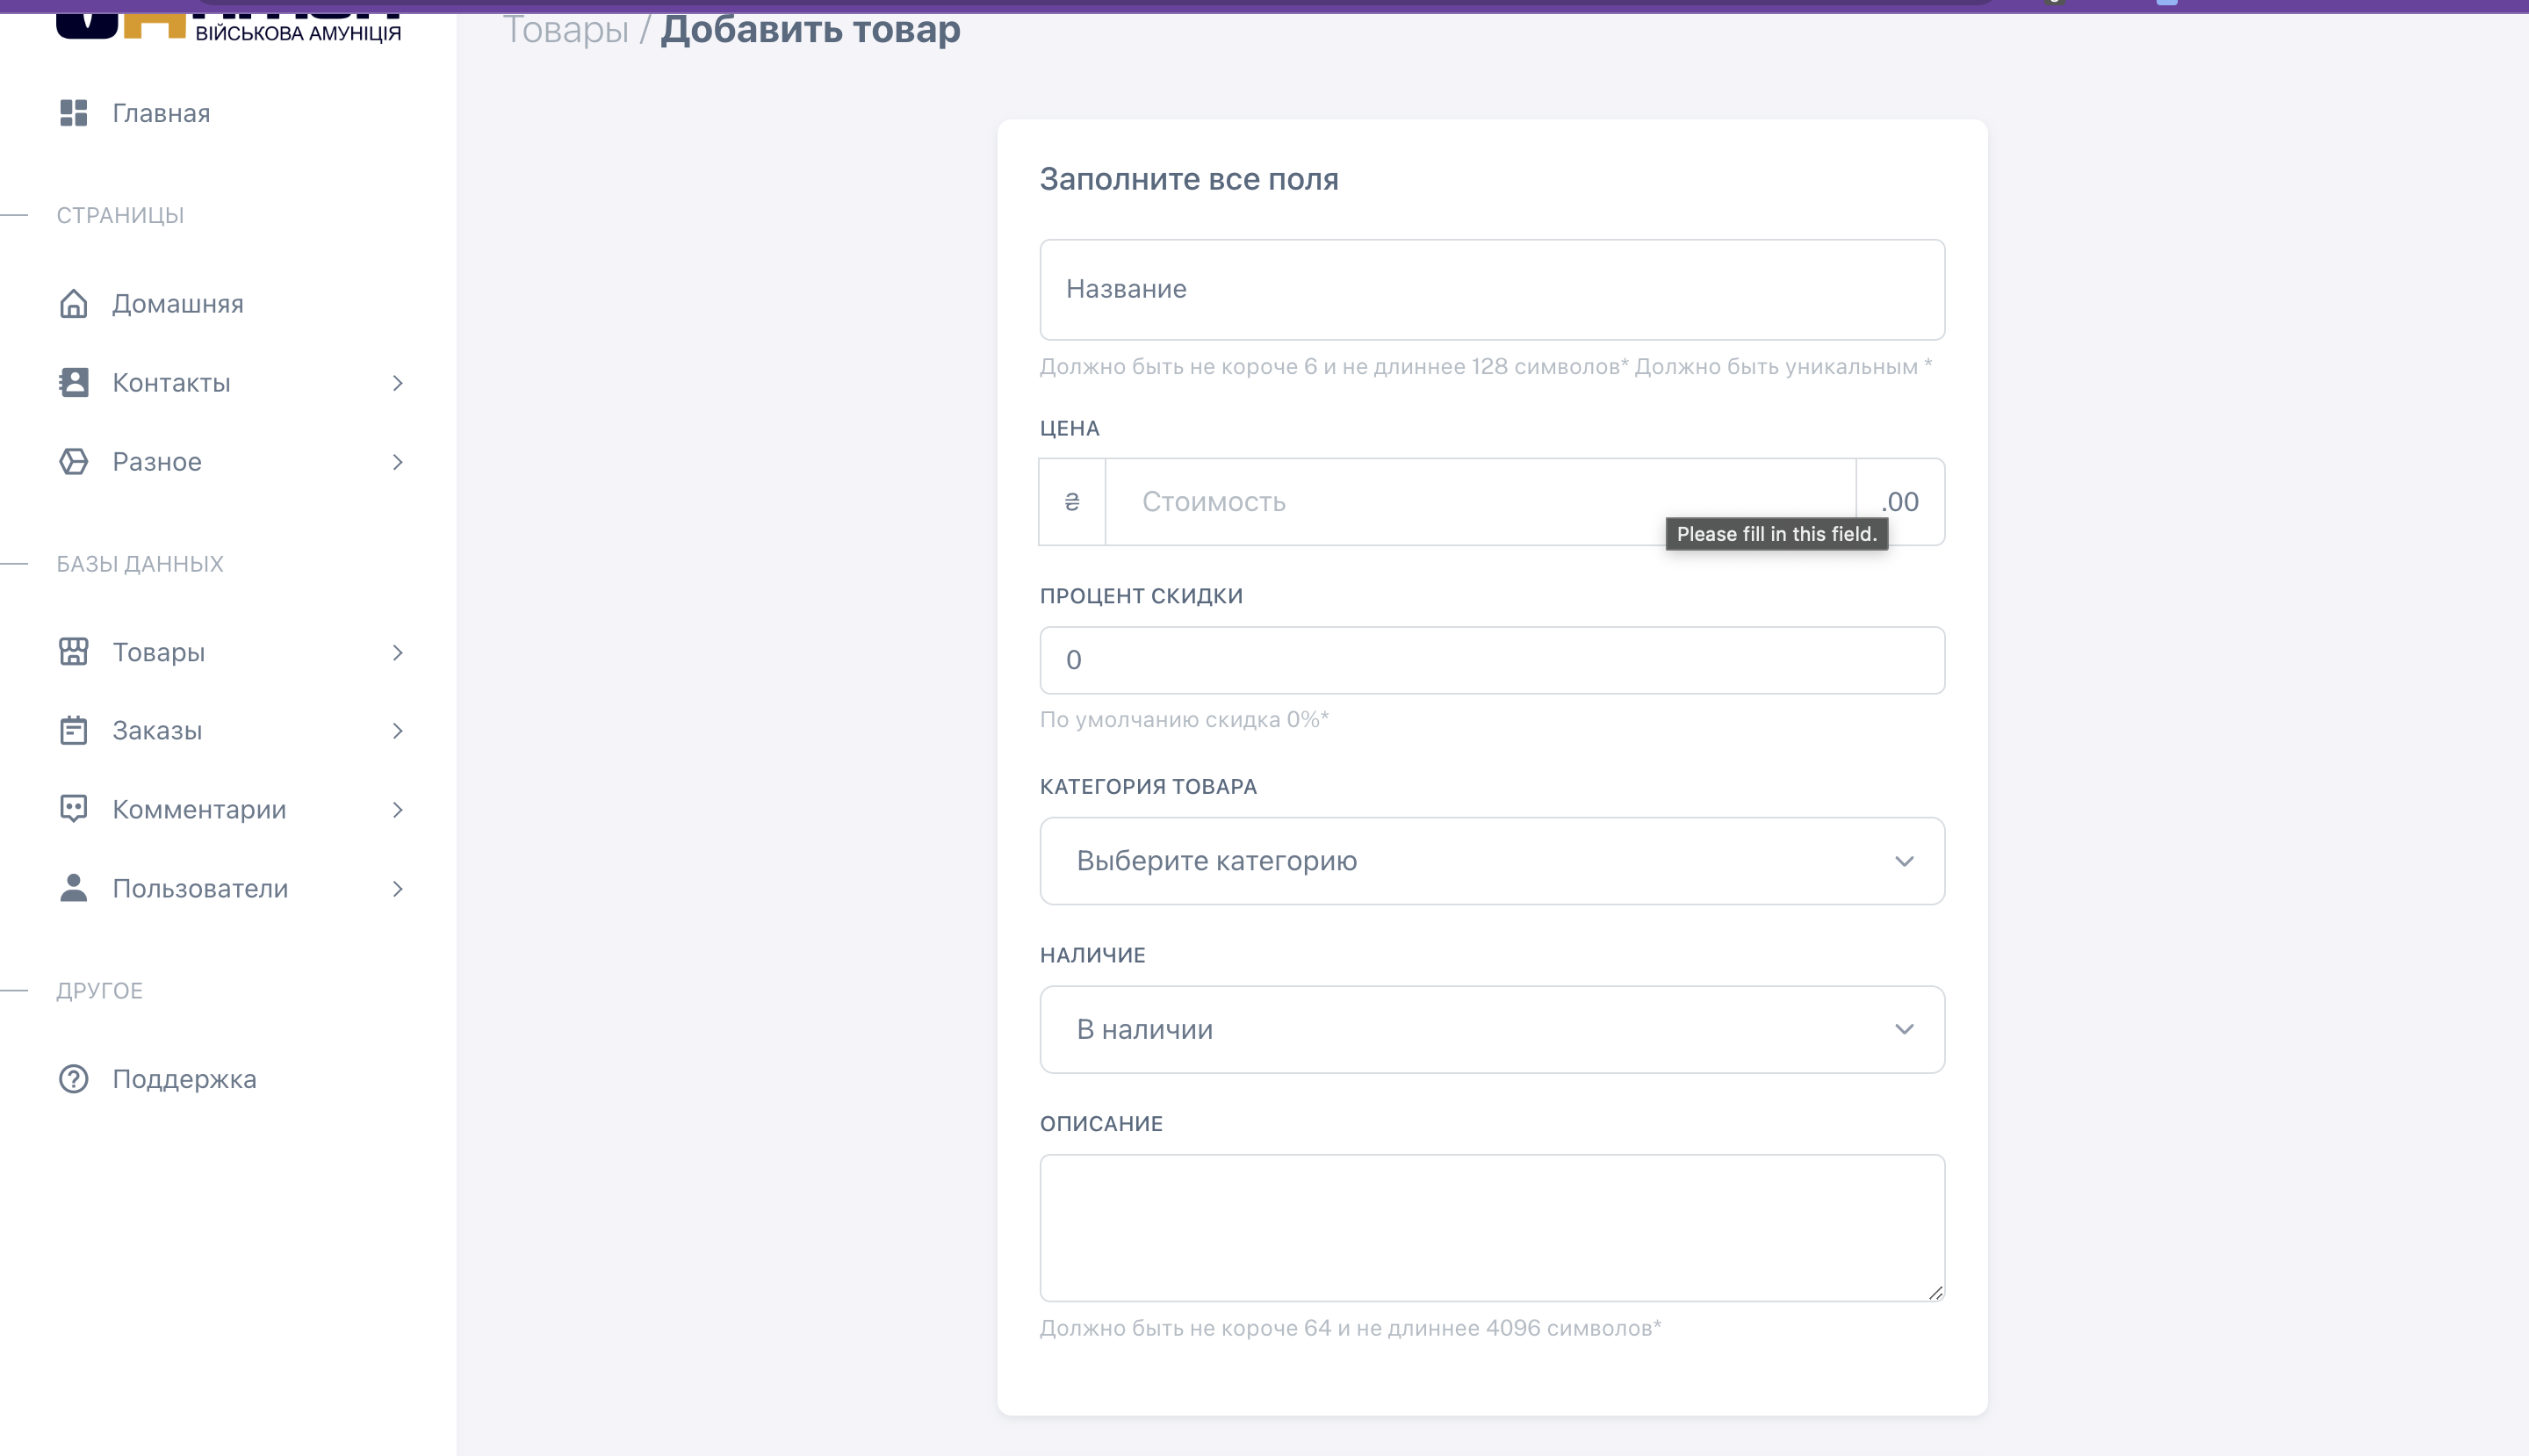 ВІЙСЬКОВА АМУНІЦІЯ
Главная
СТРАНИЦЫ
Домашняя
Контакты
Разное
БАЗЫ ДАННЫХ
Товары
Заказы
Комментарии
Пользователи
ДРУГОЕ
Поддержка
Товары / Добавить товар
Заполните все поля
Название
Должно быть не короче 6 и не длиннее 128 символов* Должно быть уникальным *
ЦЕНА
₴ Стоимость .00
Please fill in this field.
ПРОЦЕНТ СКИДКИ
0
По умолчанию скидка 0%*
КАТЕГОРИЯ ТОВАРА
Выберите категорию
НАЛИЧИЕ
В наличии
ОПИСАНИЕ
Должно быть не короче 64 и не длиннее 4096 символов*